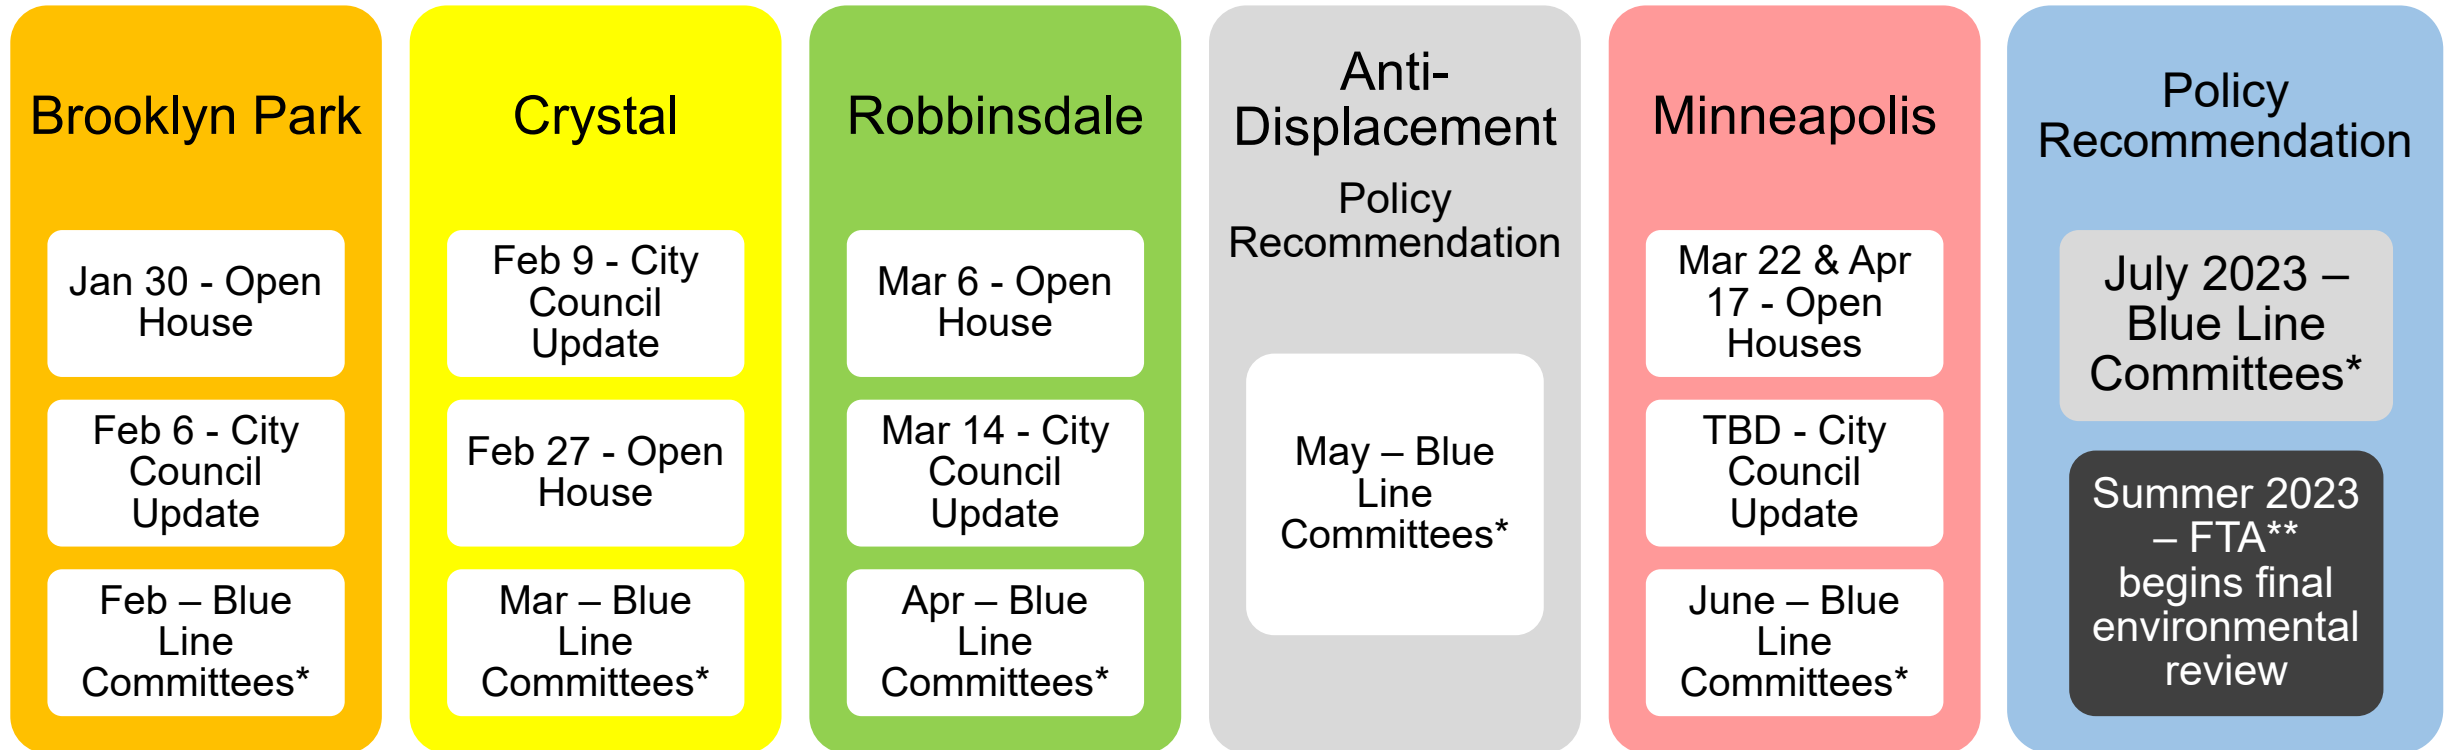 Brooklyn Park
Jan 30 - Open
House
Feb 6 - City
Council
Update
Feb – Blue
Line
Committees*
Crystal
Feb 9 - City
Council
Update
Feb 27 - Open
House
Mar – Blue
Line
Committees*
Robbinsdale
Mar 6 - Open
House
Mar 14 - City
Council
Update
Apr – Blue
Line
Committees*
Anti-
Displacement
Policy
Recommendation
May – Blue
Line
Committees*
Minneapolis
Mar 22 & Apr
17 - Open
Houses
TBD - City
Council
Update
June – Blue
Line
Committees*
Policy
Recommendation
July 2023 –
Blue Line
Committees*
Summer 2023
– FTA**
begins final
environmental
review